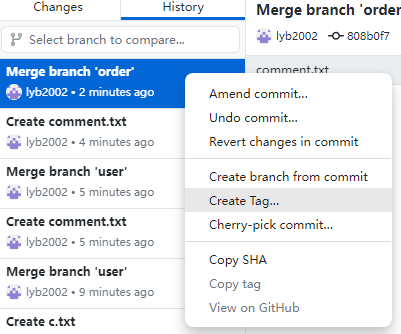 Changes
History
Select branch to compare...
Merge branch 'order'
lyb2002 • 2 minutes ago
Create comment.txt
lyb2002 • 4 minutes ago
Merge branch 'user'
lyb2002 • 5 minutes ago
Create comment.txt
lyb2002 • 5 minutes ago
Merge branch 'user'
lyb2002 • 9 minutes ago
Create c.txt
Merge branch 'order
lyb2002 808b0f7
comment.txt
Amend commit...
Undo commit...
Revert changes in commit
Create branch from commit
Create Tag...
Cherry-pick commit...
Copy SHA
Copy tag
View on GitHub